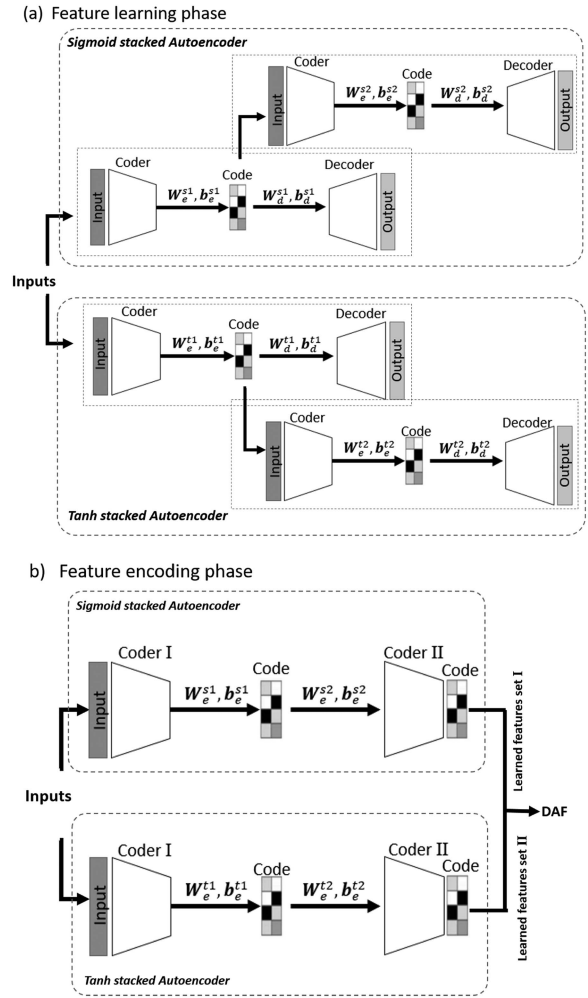 (a) Feature learning phase
Sigmoid stacked Autoencoder
Coder
Code
Decoder
Input
W_e^{s2}, b_e^{s2}
W_d^{s2}, b_d^{s2}
Output
Coder
Code
Decoder
Input
W_e^{s1}, b_e^{s1}
W_d^{s1}, b_d^{s1}
Output
Inputs
Coder
Code
Decoder
Input
W_e^{t1}, b_e^{t1}
W_d^{t1}, b_d^{t1}
Output
Coder
Code
Decoder
Input
W_e^{t2}, b_e^{t2}
W_d^{t2}, b_d^{t2}
Output
Tanh stacked Autoencoder
b) Feature encoding phase
Sigmoid stacked Autoencoder
Coder I
Code
Coder II
Code
Input
W_e^{s1}, b_e^{s1}
W_e^{s2}, b_e^{s2}
Learned features set I
Inputs
DAF
Coder I
Code
Coder II
Code
Input
W_e^{t1}, b_e^{t1}
W_e^{t2}, b_e^{t2}
Learned features set II
Tanh stacked Autoencoder